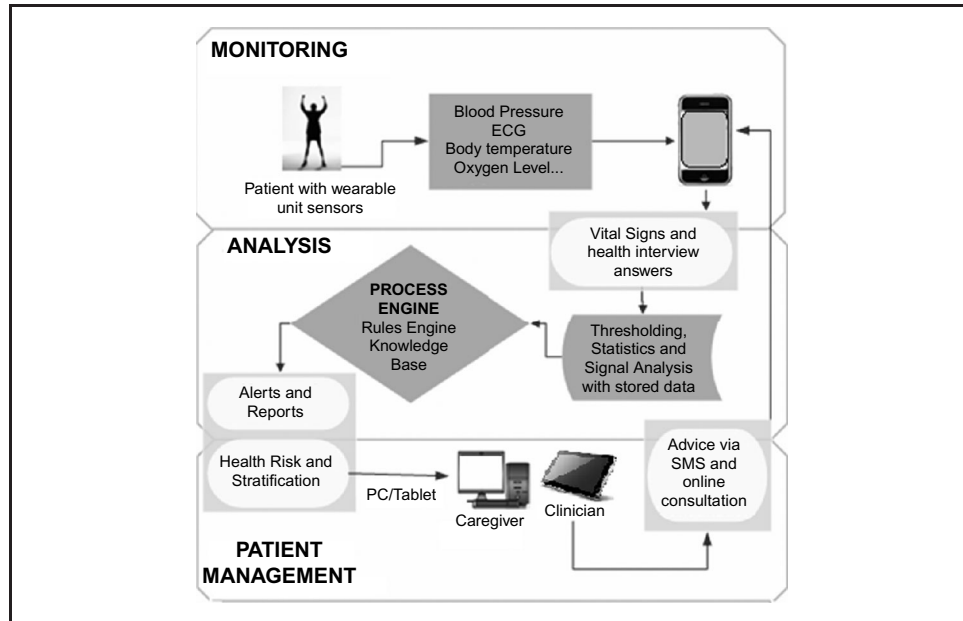 MONITORING
Blood Pressure
ECG
Body temperature
Oxygen Level...
Patient with wearable
unit sensors
ANALYSIS
Vital Signs and
health interview
answers
PROCESS
ENGINE
Rules Engine
Knowledge
Base
Thresholding,
Statistics and
Signal Analysis
with stored data
Alerts and
Reports
Health Risk and
Stratification
PC/Tablet
Caregiver
Clinician
Advice via
SMS and
online
consultation
PATIENT
MANAGEMENT